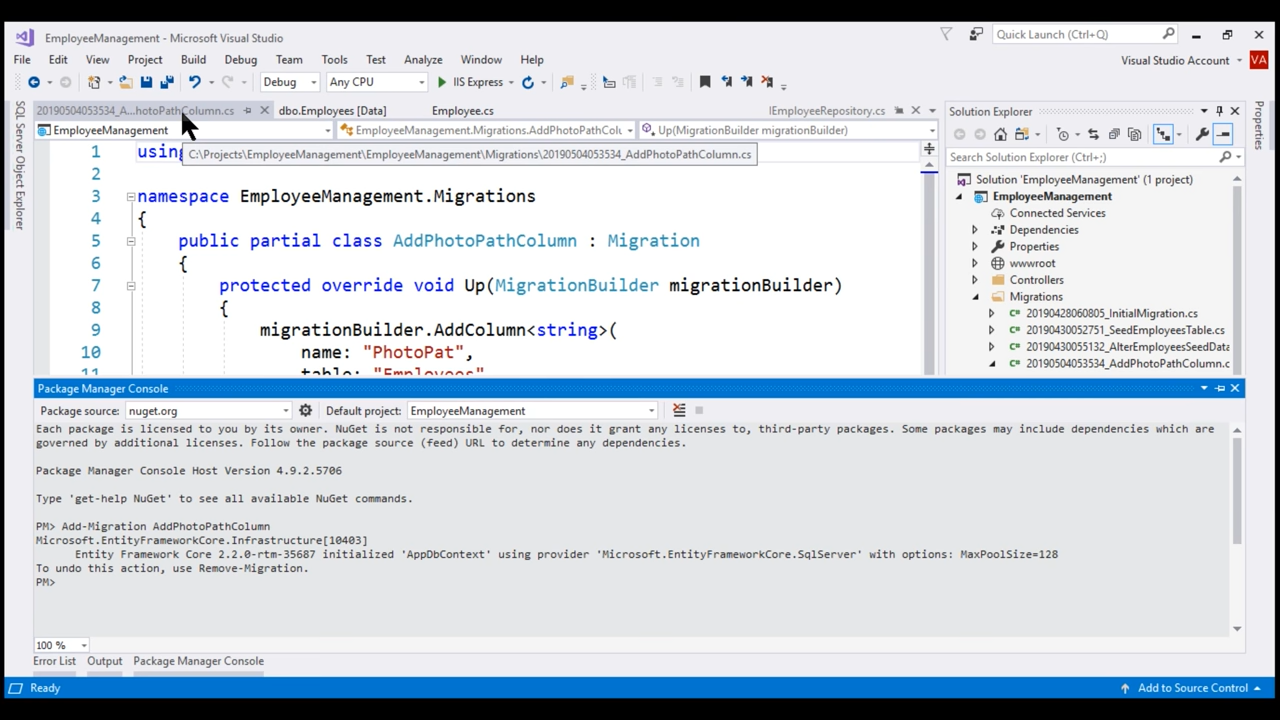 EmployeeManagement - Microsoft Visual Studio
Quick Launch (Ctrl+Q)
File Edit View Project Build Debug Team Tools Test Analyze Window Help
Visual Studio Account VA
Debug Any CPU IIS Express
20190504053534_A...hotoPathColumn.cs dbo.Employees [Data] Employee.cs IEmployeeRepository.cs
EmployeeManagement EmployeeManagement.Migrations.AddPhotoPathColu Up(MigrationBuilder migrationBuilder)
1 using
C:\Projects\EmployeeManagement\EmployeeManagement\Migrations\20190504053534_AddPhotoPathColumn.cs
2
3 namespace EmployeeManagement.Migrations
4 {
5 public partial class AddPhotoPathColumn : Migration
6 {
7 protected override void Up(MigrationBuilder migrationBuilder)
8 {
9 migrationBuilder.AddColumn<string>(
10 name: "PhotoPat",
11 table: "Employees"
SQL Server Object Explorer
Solution Explorer
Search Solution Explorer (Ctrl+;)
Solution 'EmployeeManagement' (1 project)
EmployeeManagement
Connected Services
Dependencies
Properties
wwwroot
Controllers
Migrations
C# 20190428060805_InitialMigration.cs
C# 20190430052751_SeedEmployeesTable.cs
C# 20190430055132_AlterEmployeesSeedData
C# 20190504053534_AddPhotoPathColumn.c
Properties
Package Manager Console
Package source: nuget.org Default project: EmployeeManagement
Each package is licensed to you by its owner. NuGet is not responsible for, nor does it grant any licenses to, third-party packages. Some packages may include dependencies which are
governed by additional licenses. Follow the package source (feed) URL to determine any dependencies.
Package Manager Console Host Version 4.9.2.5706
Type 'get-help NuGet' to see all available NuGet commands.
PM> Add-Migration AddPhotoPathColumn
Microsoft.EntityFrameworkCore.Infrastructure[10403]
Entity Framework Core 2.2.0-rtm-35687 initialized 'AppDbContext' using provider 'Microsoft.EntityFrameworkCore.SqlServer' with options: MaxPoolSize=128
To undo this action, use Remove-Migration.
PM>
100 %
Error List Output Package Manager Console
Ready Add to Source Control